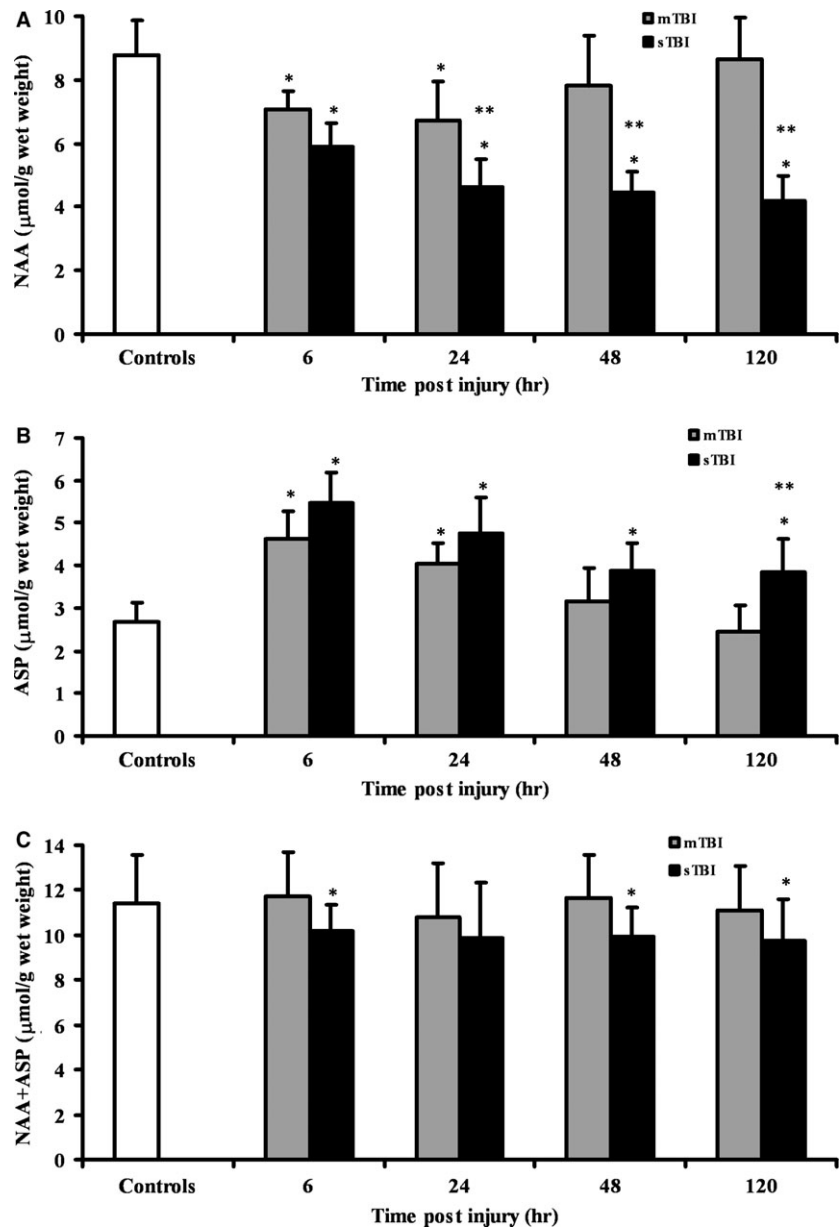 A
NAA (µmol/g wet weight)
10
8
6
4
2
0
mTBI
sTBI
*
*
*
**
*
**
*
**
*
Controls
6
24
48
120
Time post injury (hr)
B
ASP (µmol/g wet weight)
7
6
5
4
3
2
1
0
mTBI
sTBI
*
*
*
*
*
**
*
Controls
6
24
48
120
Time post injury (hr)
C
NAA+ASP (µmol/g wet weight)
14
12
10
8
6
4
2
0
mTBI
sTBI
*
*
*
Controls
6
24
48
120
Time post injury (hr)